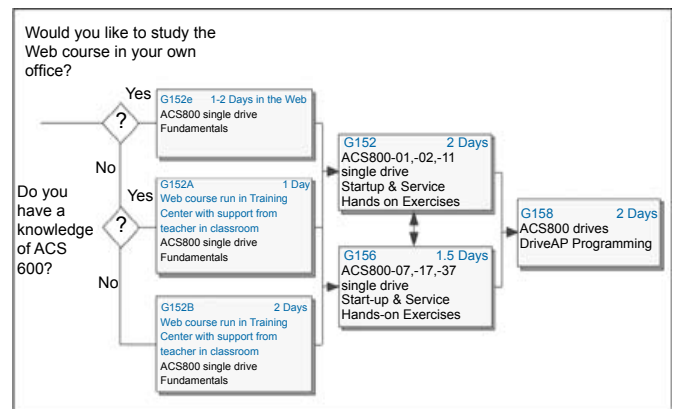 Would you like to study the
Web course in your own
office?
Yes
G152e 1-2 Days in the Web
ACS800 single drive
Fundamentals
?
No
Do you
have a
knowledge
of ACS
600?
Yes
G152A 1 Day
Web course run in Training
Center with support from
teacher in classroom
ACS800 single drive
Fundamentals
?
No
G152B 2 Days
Web course run in Training
Center with support from
teacher in classroom
ACS800 single drive
Fundamentals
G152 2 Days
ACS800-01,-02,-11
single drive
Startup & Service
Hands on Exercises
G156 1.5 Days
ACS800-07,-17,-37
single drive
Start-up & Service
Hands-on Exercises
G158 2 Days
ACS800 drives
DriveAP Programming